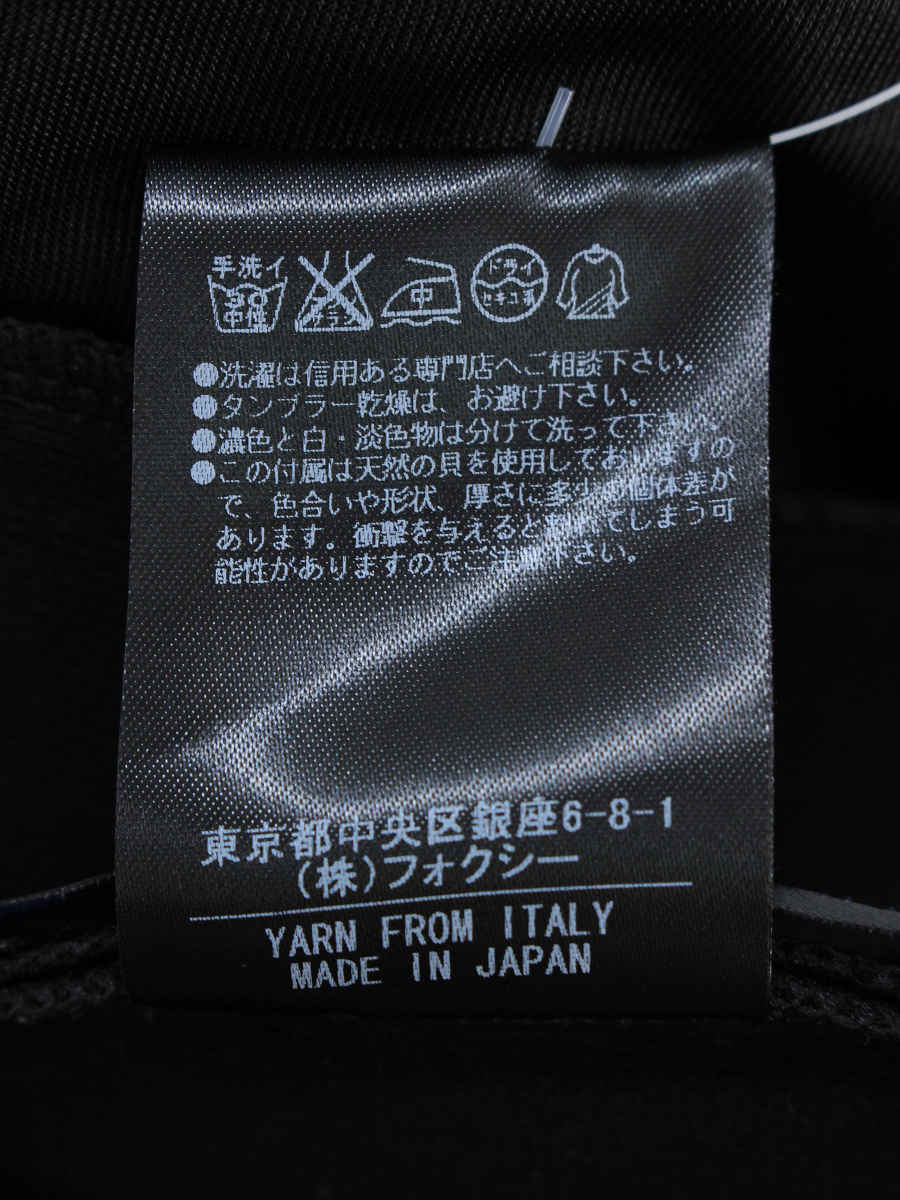 手洗イ
30
中性
エンソ
サラシ
中
ドライ
セキユ系
●洗濯は信用ある専門店へご相談下さい。
●タンブラー乾燥は、お避け下さい。
●濃色と白・淡色物は分けて洗って下さい。
●この付属は天然の貝を使用しておりますの
で、色合いや形状、厚さに多少の個体差が
あります。衝撃を与えると割れてしまう可
能性がありますのでご注意下さい。
東京都中央区銀座6-8-1
(株)フォクシー
YARN FROM ITALY
MADE IN JAPAN